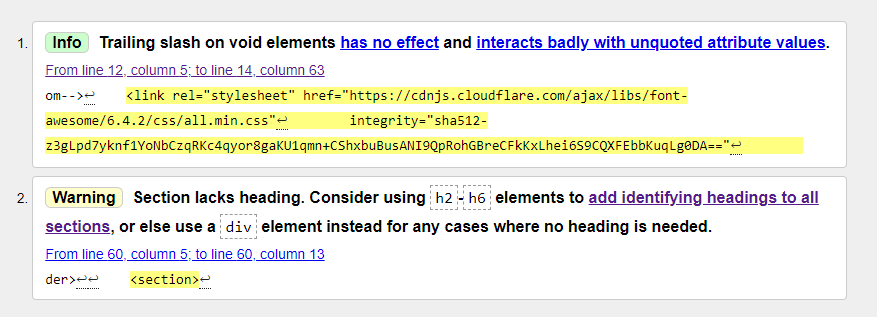 1. Info Trailing slash on void elements has no effect and interacts badly with unquoted attribute values.
From line 12, column 5; to line 14, column 63
om-->↩    <link rel="stylesheet" href="https://cdnjs.cloudflare.com/ajax/libs/font-
awesome/6.4.2/css/all.min.css"↩        integrity="sha512-
z3gLpd7yknf1YoNbCzqRKc4qyor8gaKU1qmn+CShxbuBusANI9QpRohGBreCFkKxLhei6S9CQXFEbbKuqLg0DA=="↩
2. Warning Section lacks heading. Consider using h2-h6 elements to add identifying headings to all
sections, or else use a div element instead for any cases where no heading is needed.
From line 60, column 5; to line 60, column 13
der>↩↩    <section>↩